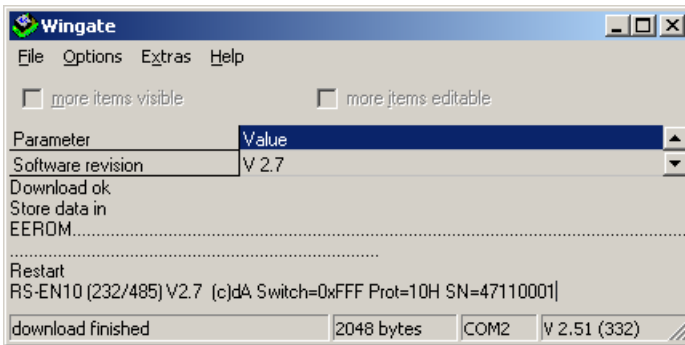 Wingate
File Options Extras Help
more items visible more items editable
Parameter Value
Software revision V 2.7
Download ok
Store data in
EEROM....................................................................................................................................................
............................................................................................
Restart
RS-EN10 (232/485) V2.7 (c)dA Switch=0xFFF Prot=10H SN=47110001
download finished 2048 bytes COM2 V 2.51 (332)